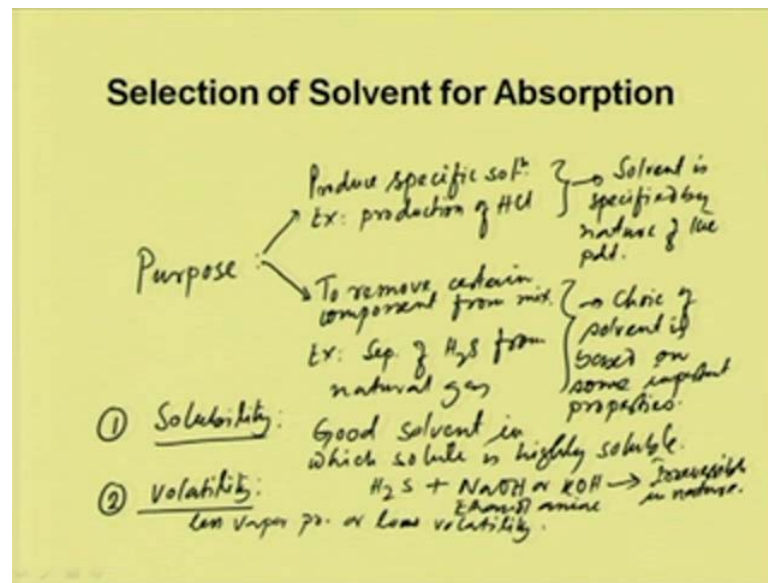 Selection of Solvent for Absorption
Produce specific solⁿ.
Ex: production of HCl
→ Solvent is
specified by
nature of the
pdt.
Purpose :
To remove certain
component from mix.
Ex: Sep. of H₂S from
natural gas
→ Choice of
solvent is
based on
some important
properties.
① Solubility: Good solvent in
which solute is highly soluble.
② Volatility: H₂S + NaOH or KOH → Irreversible
in nature.
Ethanol amine
less vapor pr. or low volatility.